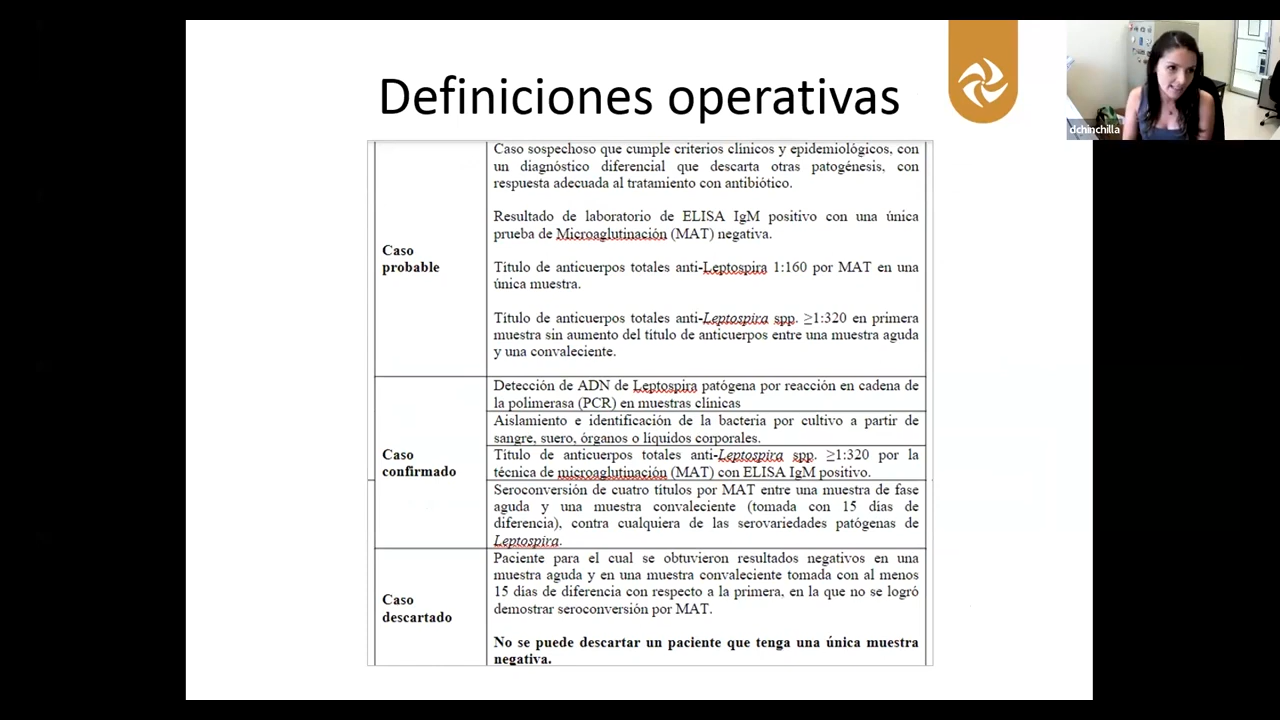 Definiciones operativas
dchinchilla
Caso sospechoso que cumple criterios clínicos y epidemiológicos, con
un diagnóstico diferencial que descarta otras patogénesis, con
respuesta adecuada al tratamiento con antibiótico.
Resultado de laboratorio de ELISA IgM positivo con una única
prueba de Microaglutinación (MAT) negativa.
Caso
probable
Titulo de anticuerpos totales anti-Leptospira 1:160 por MAT en una
única muestra.
Titulo de anticuerpos totales anti-Leptospira spp. ≥1:320 en primera
muestra sin aumento del título de anticuerpos entre una muestra aguda
y una convaleciente.
Detección de ADN de Leptospira patógena por reacción en cadena de
la polimerasa (PCR) en muestras clínicas
Aislamiento e identificación de la bacteria por cultivo a partir de
sangre, suero, órganos o líquidos corporales.
Caso
confirmado
Titulo de anticuerpos totales anti-Leptospira spp. ≥1:320 por la
técnica de microaglutinación (MAT) con ELISA IgM positivo.
Seroconversión de cuatro títulos por MAT entre una muestra de fase
aguda y una muestra convaleciente (tomada con 15 días de
diferencia), contra cualquiera de las serovariedades patógenas de
Leptospira.
Caso
descartado
Paciente para el cual se obtuvieron resultados negativos en una
muestra aguda y en una muestra convaleciente tomada con al menos
15 días de diferencia con respecto a la primera, en la que no se logró
demostrar seroconversión por MAT.
No se puede descartar un paciente que tenga una única muestra
negativa.